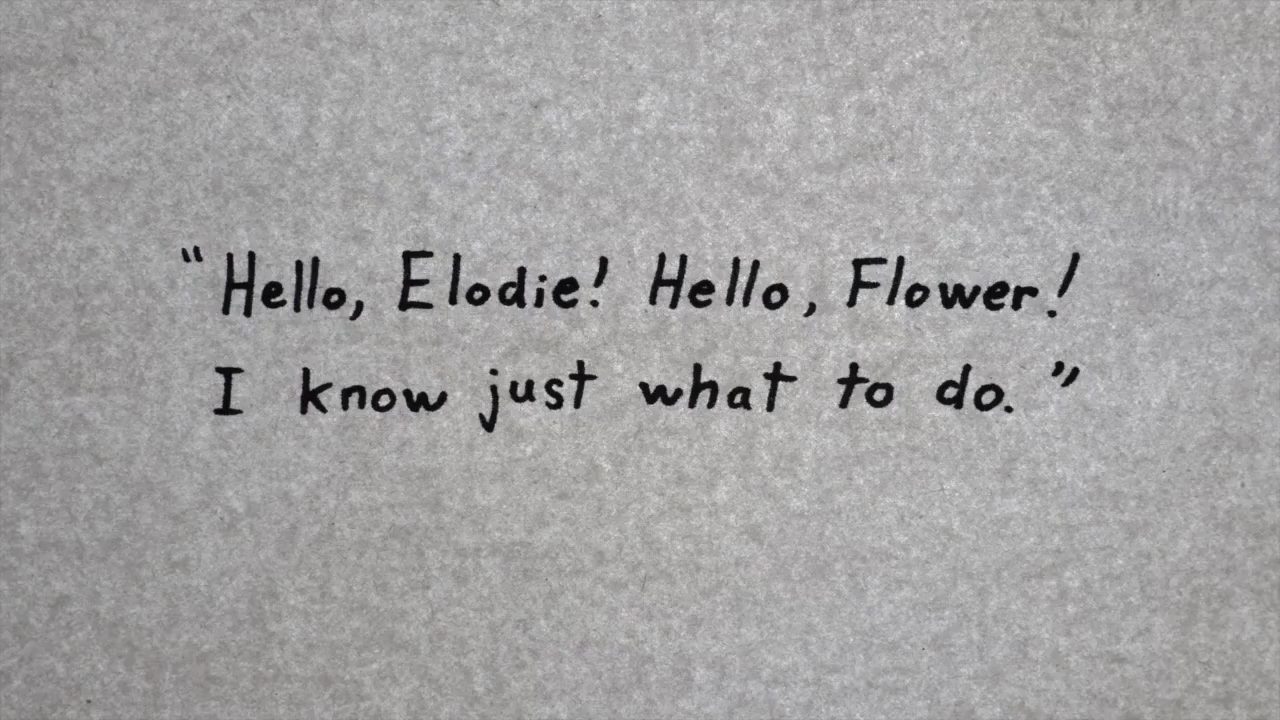 “Hello, Elodie! Hello, Flower!
I know just what to do.”